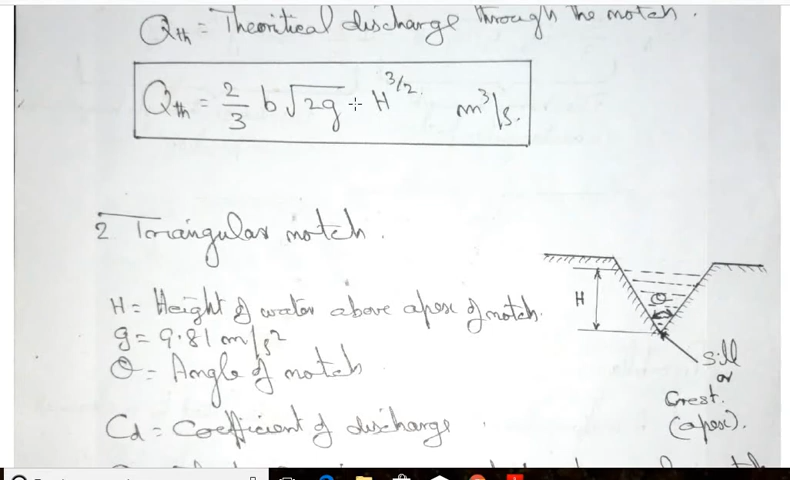 Qth = Theoritical discharge through the notch.
Qth = 2/3 b √2g H^3/2. m³/s.
2 Triangular notch.
H = Height of water above apex of notch.
g = 9.81 m/s²
θ = Angle of notch
Cd = Coefficient of discharge
H
θ
Sill
or
Crest.
(apex).